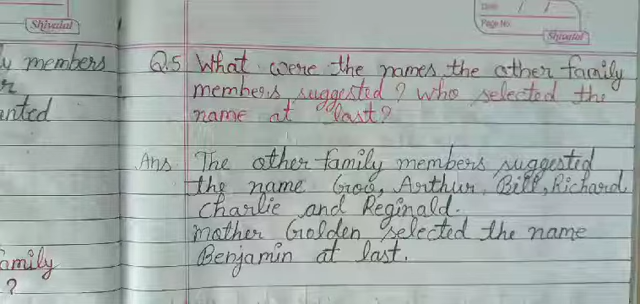 Shivalal
Date / /
Page No.
Shivalal
y members
r
anted
Q.5 What were the names the other family
members suggested? Who selected the
name at last?
Ans The other family members suggested
the name Arthur, Bill, Richard
Charlie and Reginald.
mother Golden selected the name
Benjamin at last.
amily
?